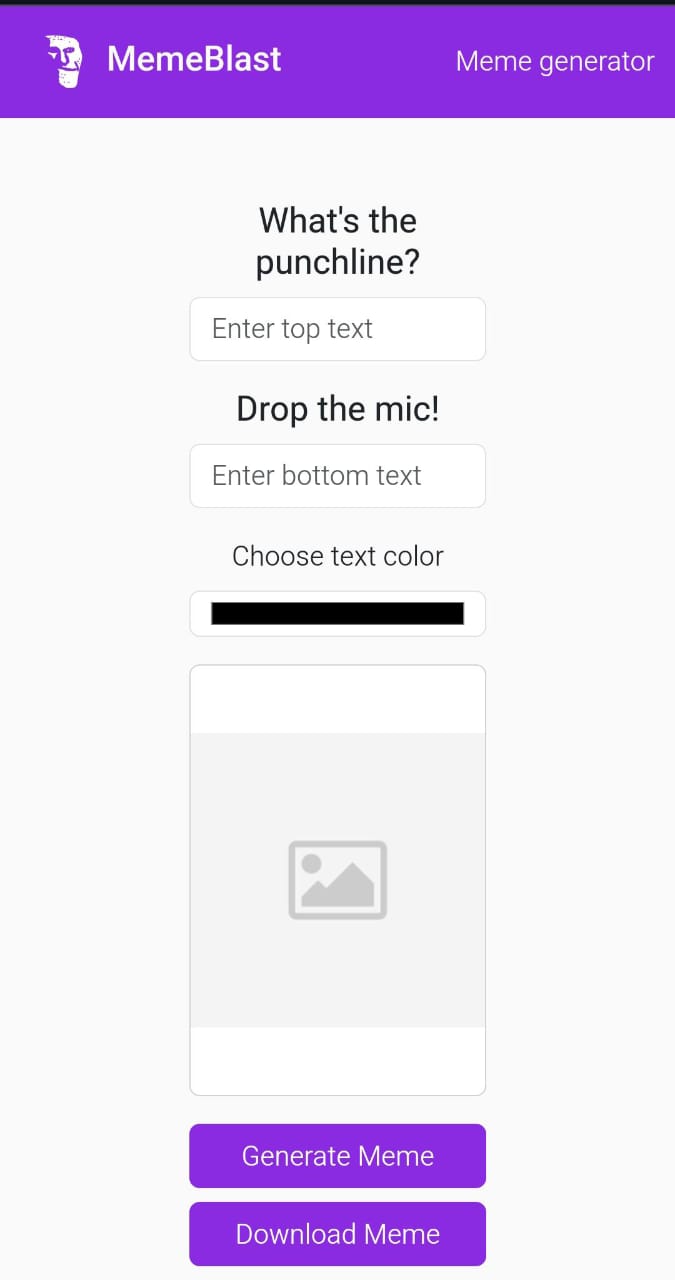 MemeBlast
Meme generator
What's the
punchline?
Enter top text
Drop the mic!
Enter bottom text
Choose text color
Generate Meme
Download Meme